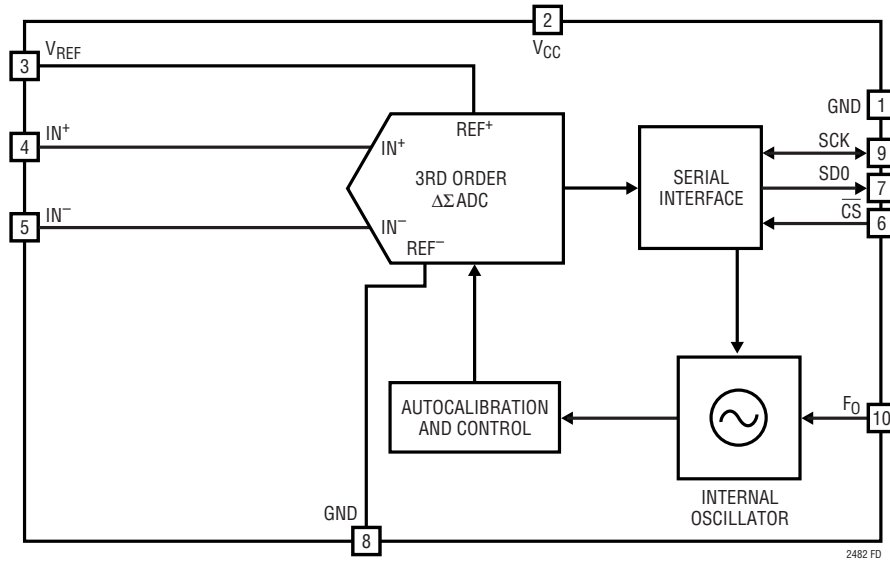 2
VCC
3
VREF
GND
1
4
IN+
REF+
IN+
SCK
9
3RD ORDER
ΔΣ ADC
SERIAL
INTERFACE
SD0
7
CS
6
5
IN−
IN−
REF−
AUTOCALIBRATION
AND CONTROL
FO
10
INTERNAL
OSCILLATOR
GND
8
2482 FD